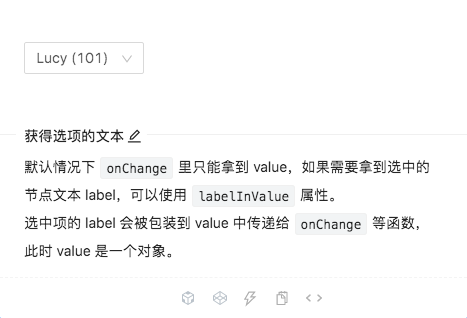 Lucy (101)
获得选项的文本
默认情况下 onChange 里只能拿到 value，如果需要拿到选中的
节点文本 label，可以使用 labelInValue 属性。
选中项的 label 会被包装到 value 中传递给 onChange 等函数，
此时 value 是一个对象。